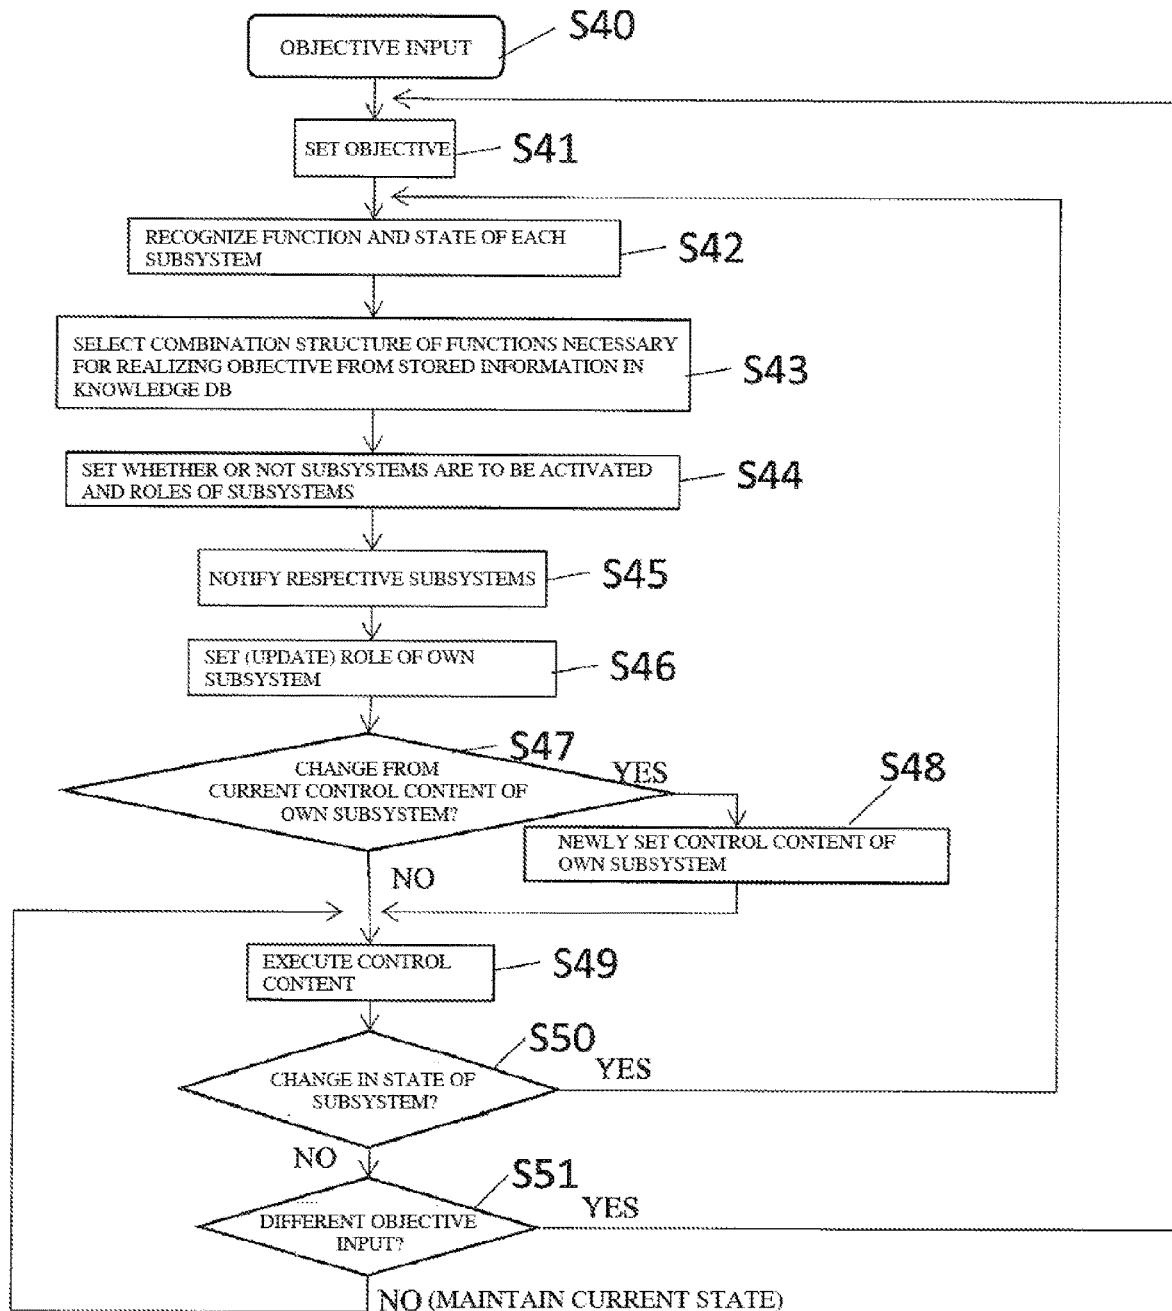 OBJECTIVE INPUT
S40
SET OBJECTIVE
S41
RECOGNIZE FUNCTION AND STATE OF EACH
SUBSYSTEM
S42
SELECT COMBINATION STRUCTURE OF FUNCTIONS NECESSARY
FOR REALIZING OBJECTIVE FROM STORED INFORMATION IN
KNOWLEDGE DB
S43
SET WHETHER OR NOT SUBSYSTEMS ARE TO BE ACTIVATED
AND ROLES OF SUBSYSTEMS
S44
NOTIFY RESPECTIVE SUBSYSTEMS
S45
SET (UPDATE) ROLE OF OWN
SUBSYSTEM
S46
S47
CHANGE FROM
CURRENT CONTROL CONTENT OF
OWN SUBSYSTEM?
YES
S48
NEWLY SET CONTROL CONTENT OF
OWN SUBSYSTEM
NO
EXECUTE CONTROL
CONTENT
S49
S50
CHANGE IN STATE OF
SUBSYSTEM?
YES
NO
S51
DIFFERENT OBJECTIVE
INPUT?
YES
NO (MAINTAIN CURRENT STATE)